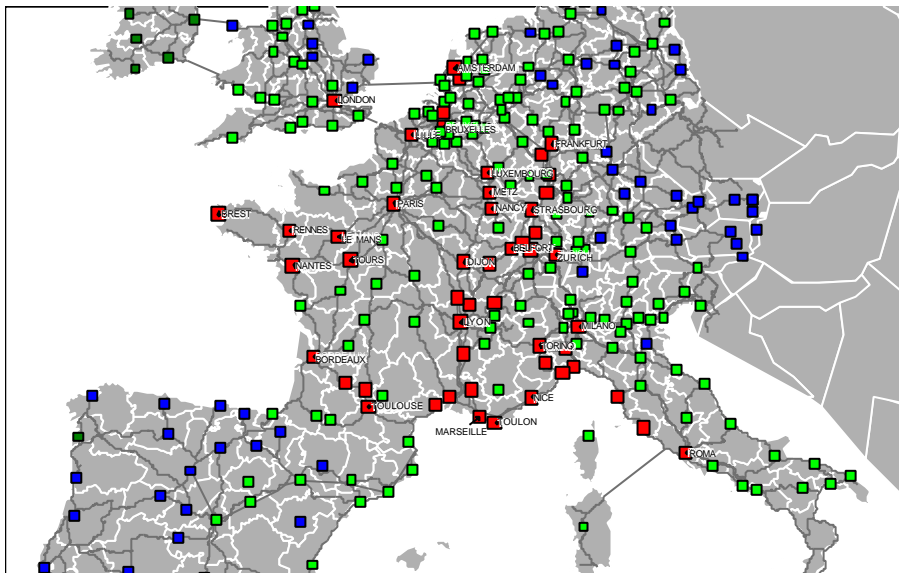 AMSTERDAM
LONDON
BRUXELLES
LILLE
FRANKFURT
LUXEMBOURG
METZ
PARIS
NANCY
STRASBOURG
BREST
RENNES
LE MANS
BELFORT
ZURICH
TOURS
DIJON
NANTES
LYON
MILANO
TORINO
BORDEAUX
NICE
TOULOUSE
TOULON
MARSEILLE
ROMA